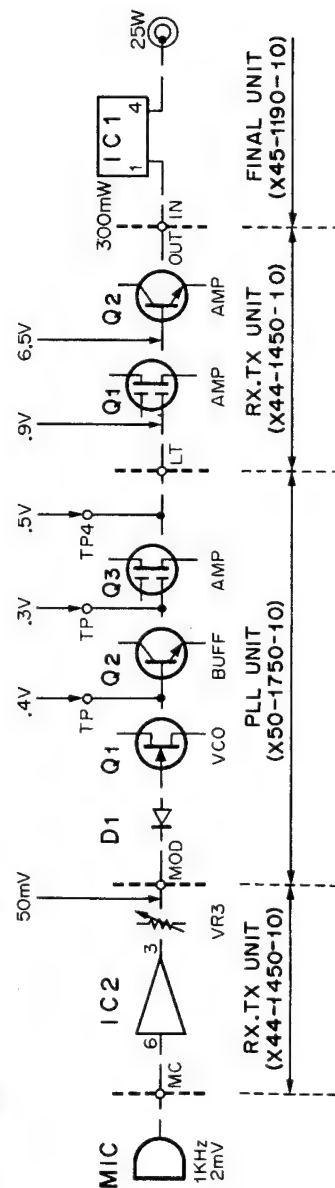 MIC
1KHz
2mV
MC
6
IC2
3
VR3
50mV
MOD
D1
Q1
VCO
.4V
TP
Q2
BUFF
.3V
TP
Q3
AMP
.5V
TP4
LT
.9V
Q1
AMP
6.5V
Q2
AMP
OUT
IN
300mW
1
IC1
4
25W
RX.TX UNIT
(X44-1450-10)
PLL UNIT
(X50-1750-10)
RX.TX UNIT
(X44-1450-10)
FINAL UNIT
(X45-1190-10)